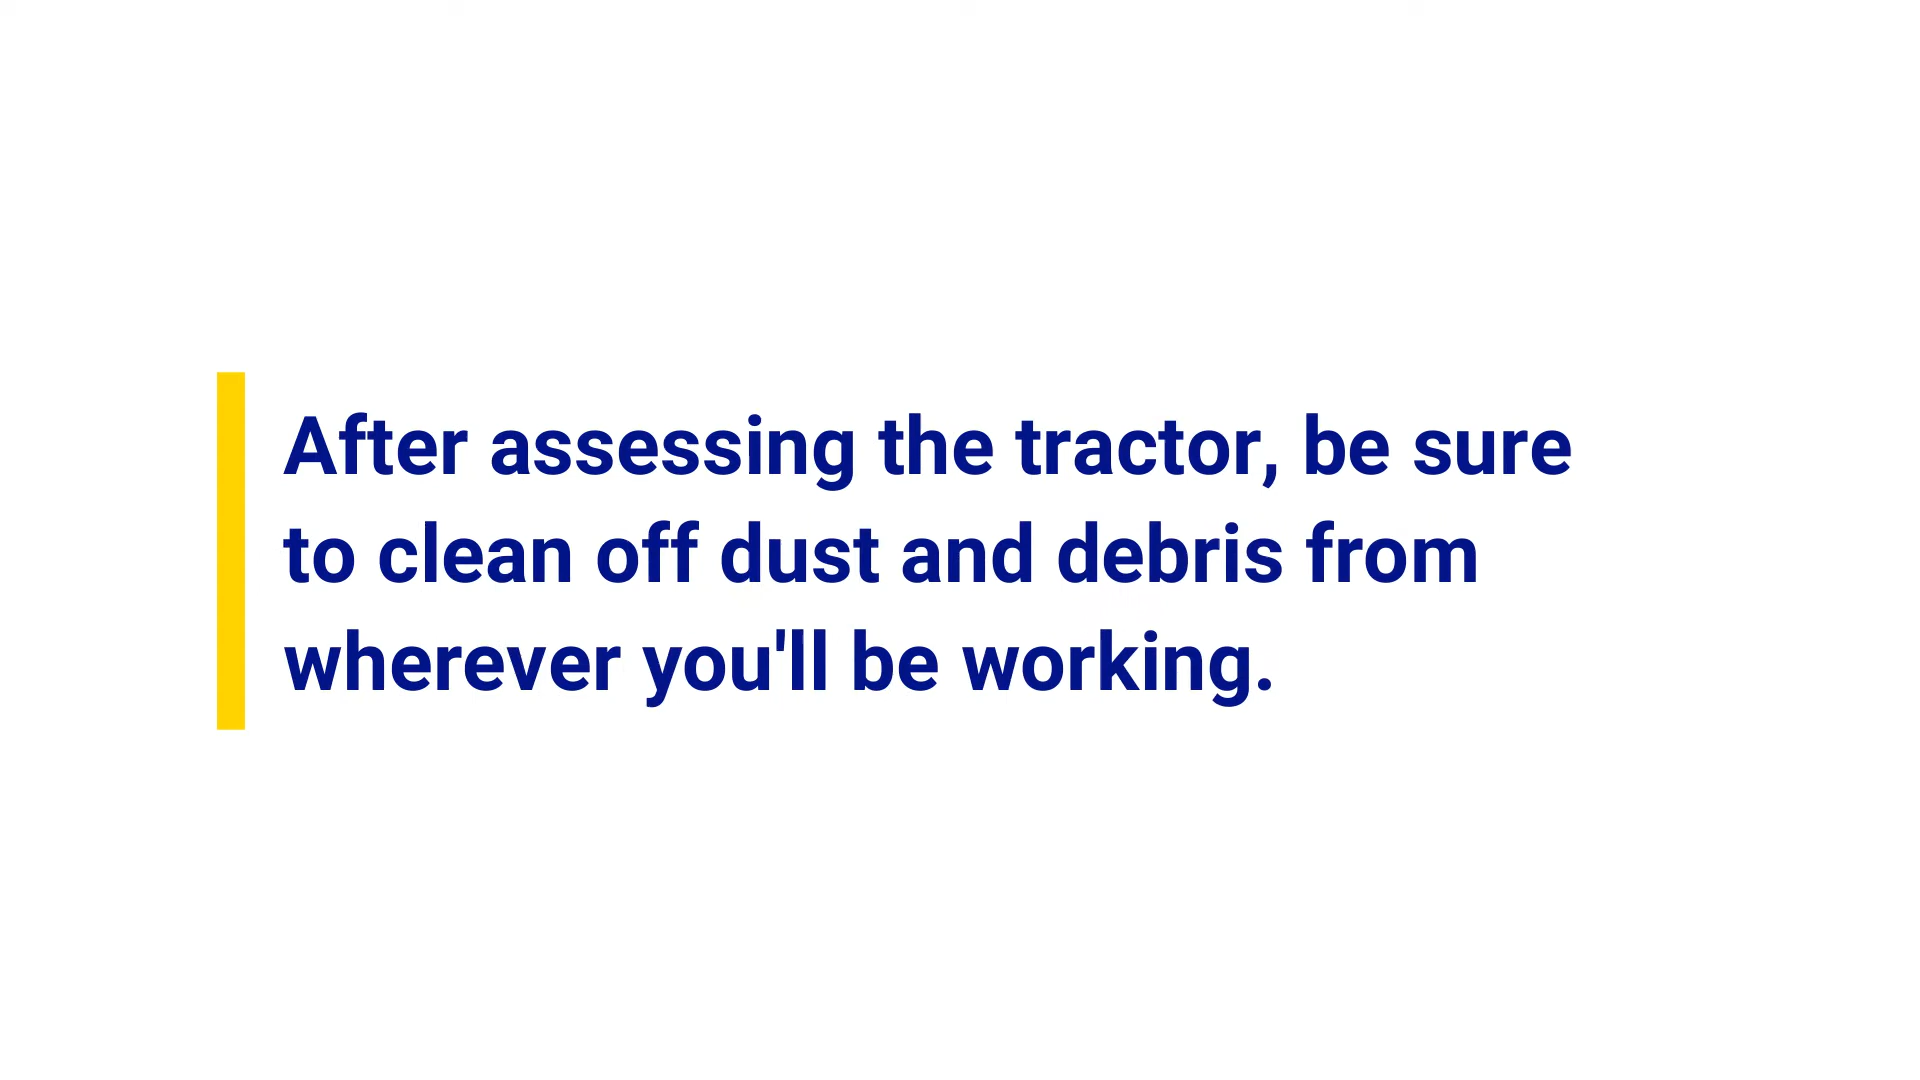 After assessing the tractor, be sure
to clean off dust and debris from
wherever you'll be working.